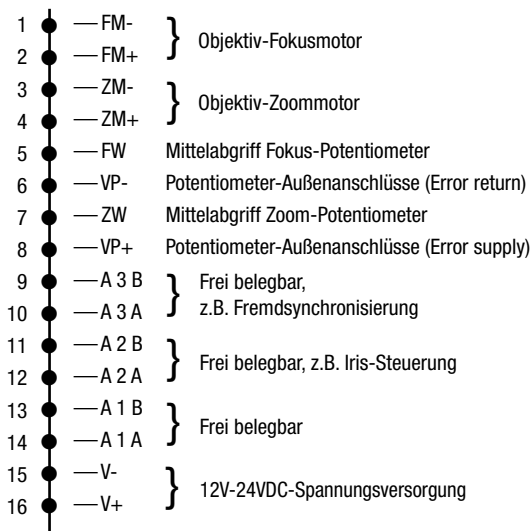 1 FM-
2 FM+
Objektiv-Fokusmotor
3 ZM-
4 ZM+
Objektiv-Zoommotor
5 FW Mittelabgriff Fokus-Potentiometer
6 VP- Potentiometer-Außenanschlüsse (Error return)
7 ZW Mittelabgriff Zoom-Potentiometer
8 VP+ Potentiometer-Außenanschlüsse (Error supply)
9 A 3 B
10 A 3 A
Frei belegbar,
z.B. Fremdsynchronisierung
11 A 2 B
12 A 2 A
Frei belegbar, z.B. Iris-Steuerung
13 A 1 B
14 A 1 A
Frei belegbar
15 V-
16 V+
12V-24VDC-Spannungsversorgung